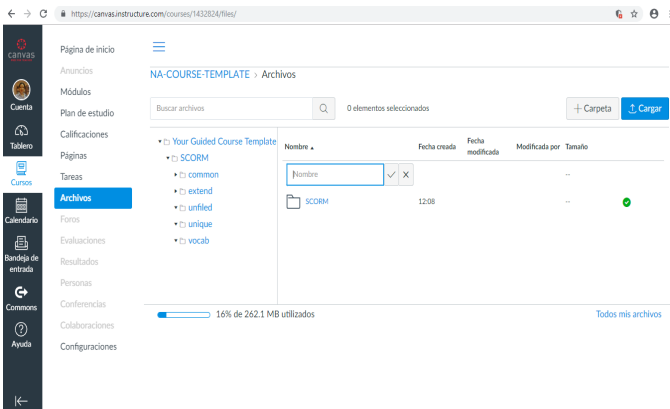 https://canvas.instructure.com/courses/1432824/files/
canvas
Cuenta
Tablero
Cursos
Calendario
Bandeja de
entrada
Commons
Ayuda
Página de inicio
Anuncios
Módulos
Plan de estudio
Calificaciones
Páginas
Tareas
Archivos
Foros
Evaluaciones
Resultados
Personas
Conferencias
Colaboraciones
Configuraciones
NA-COURSE-TEMPLATE > Archivos
Buscar archivos
0 elementos seleccionados
+ Carpeta
Cargar
Your Guided Course Template
SCORM
common
extend
unfiled
unique
vocab
Nombre
Fecha creada
Fecha
modificada
Modificada por
Tamaño
Nombre
--
SCORM
12:08
--
16% de 262.1 MB utilizados
Todos mis archivos